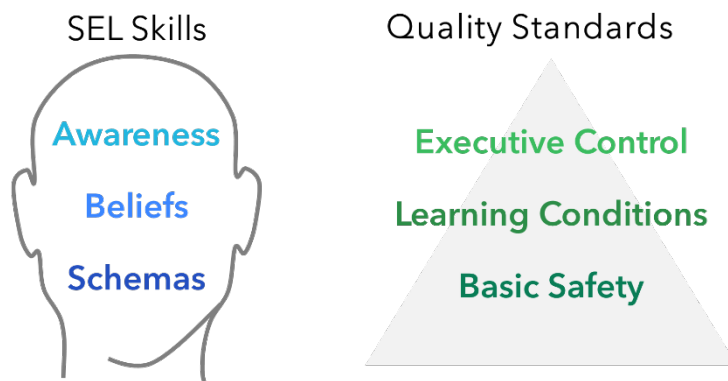 SEL Skills
Awareness
Beliefs
Schemas
Quality Standards
Executive Control
Learning Conditions
Basic Safety